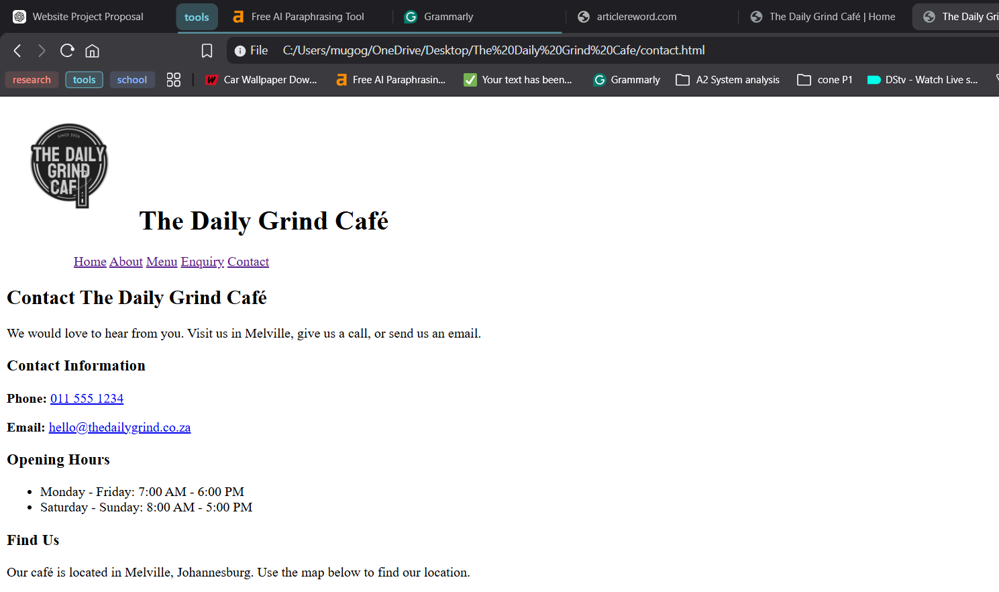 Website Project Proposal
tools
Free AI Paraphrasing Tool
Grammarly
articlereword.com
The Daily Grind Café | Home
The Daily Gri
File C:/Users/mugog/OneDrive/Desktop/The%20Daily%20Grind%20Cafe/contact.html
research tools school Car Wallpaper Dow... Free AI Paraphrasin... Your text has been... Grammarly A2 System analysis cone P1 DStv - Watch Live s...
SINCE 2026
THE DAILY
GRIND
CAF
The Daily Grind Café
Home About Menu Enquiry Contact
Contact The Daily Grind Café
We would love to hear from you. Visit us in Melville, give us a call, or send us an email.
Contact Information
Phone: 011 555 1234
Email: hello@thedailygrind.co.za
Opening Hours
Monday - Friday: 7:00 AM - 6:00 PM
Saturday - Sunday: 8:00 AM - 5:00 PM
Find Us
Our café is located in Melville, Johannesburg. Use the map below to find our location.